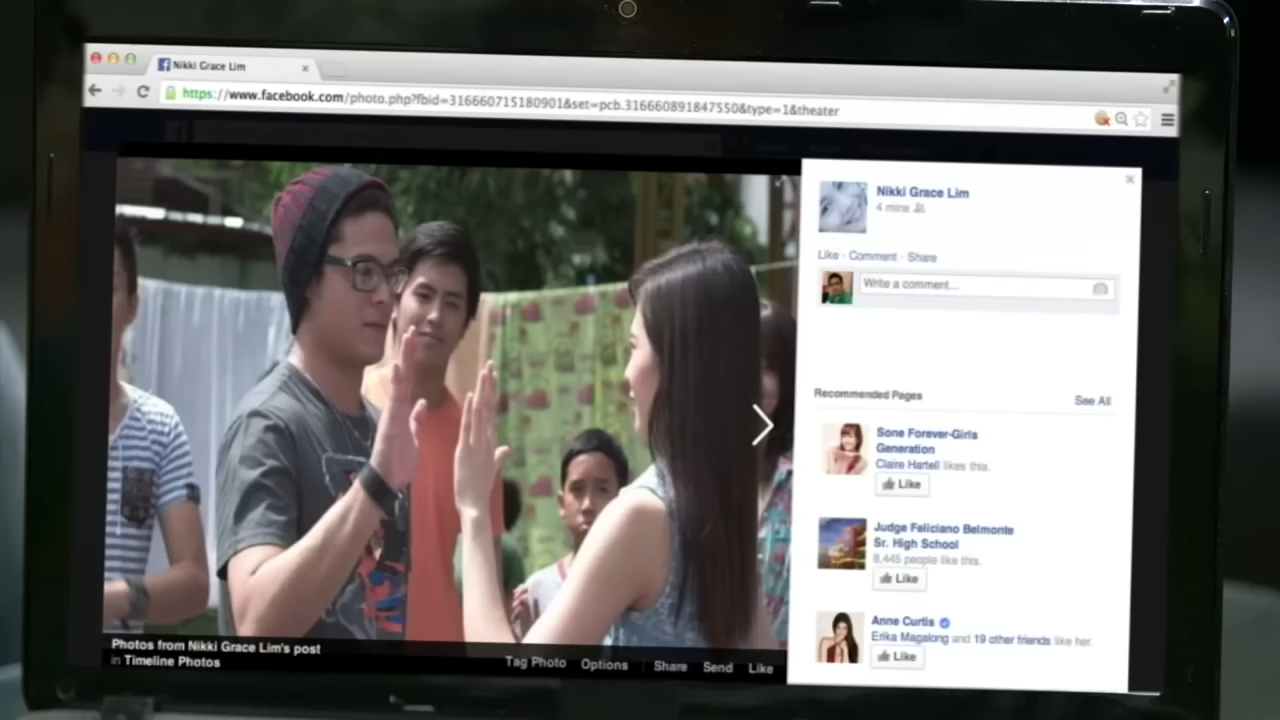 Nikki Grace Lim
https://www.facebook.com/photo.php?fbid=316660715180901&set=pcb.316660891847550&type=1&theater
Nikki Grace Lim
4 mins
Like · Comment · Share
Write a comment...
Recommended Pages
See All
Sone Forever-Girls
Generation
Claire Hartell likes this.
Like
Judge Feliciano Belmonte
Sr. High School
8,445 people like this.
Like
Anne Curtis
Erika Magalong and 19 other friends like her.
Like
Photos from Nikki Grace Lim's post
in Timeline Photos
Tag Photo Options Share Send Like